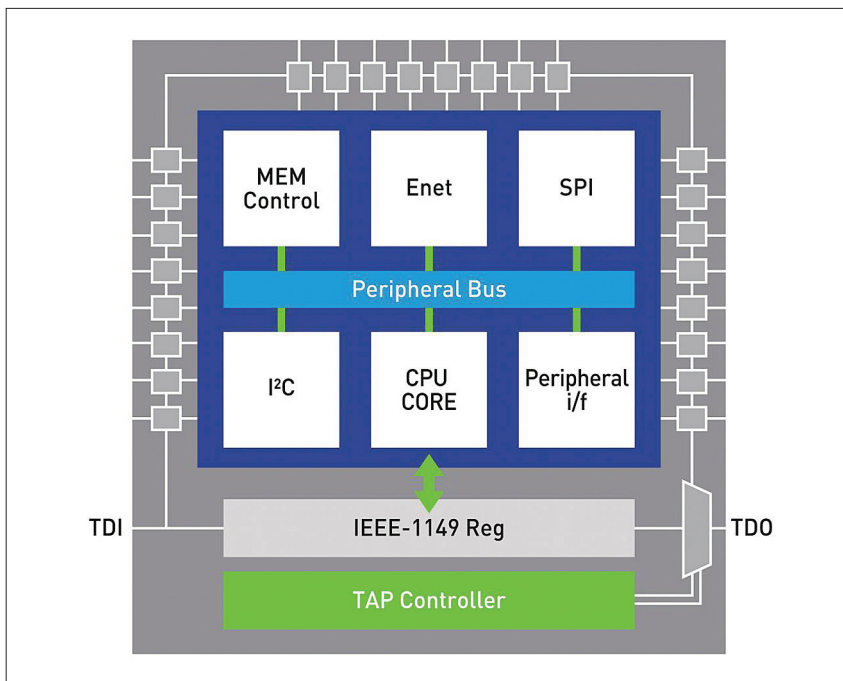 MEM
Control
Enet
SPI
Peripheral Bus
I²C
CPU
CORE
Peripheral
i/f
TDI
IEEE-1149 Reg
TDO
TAP Controller